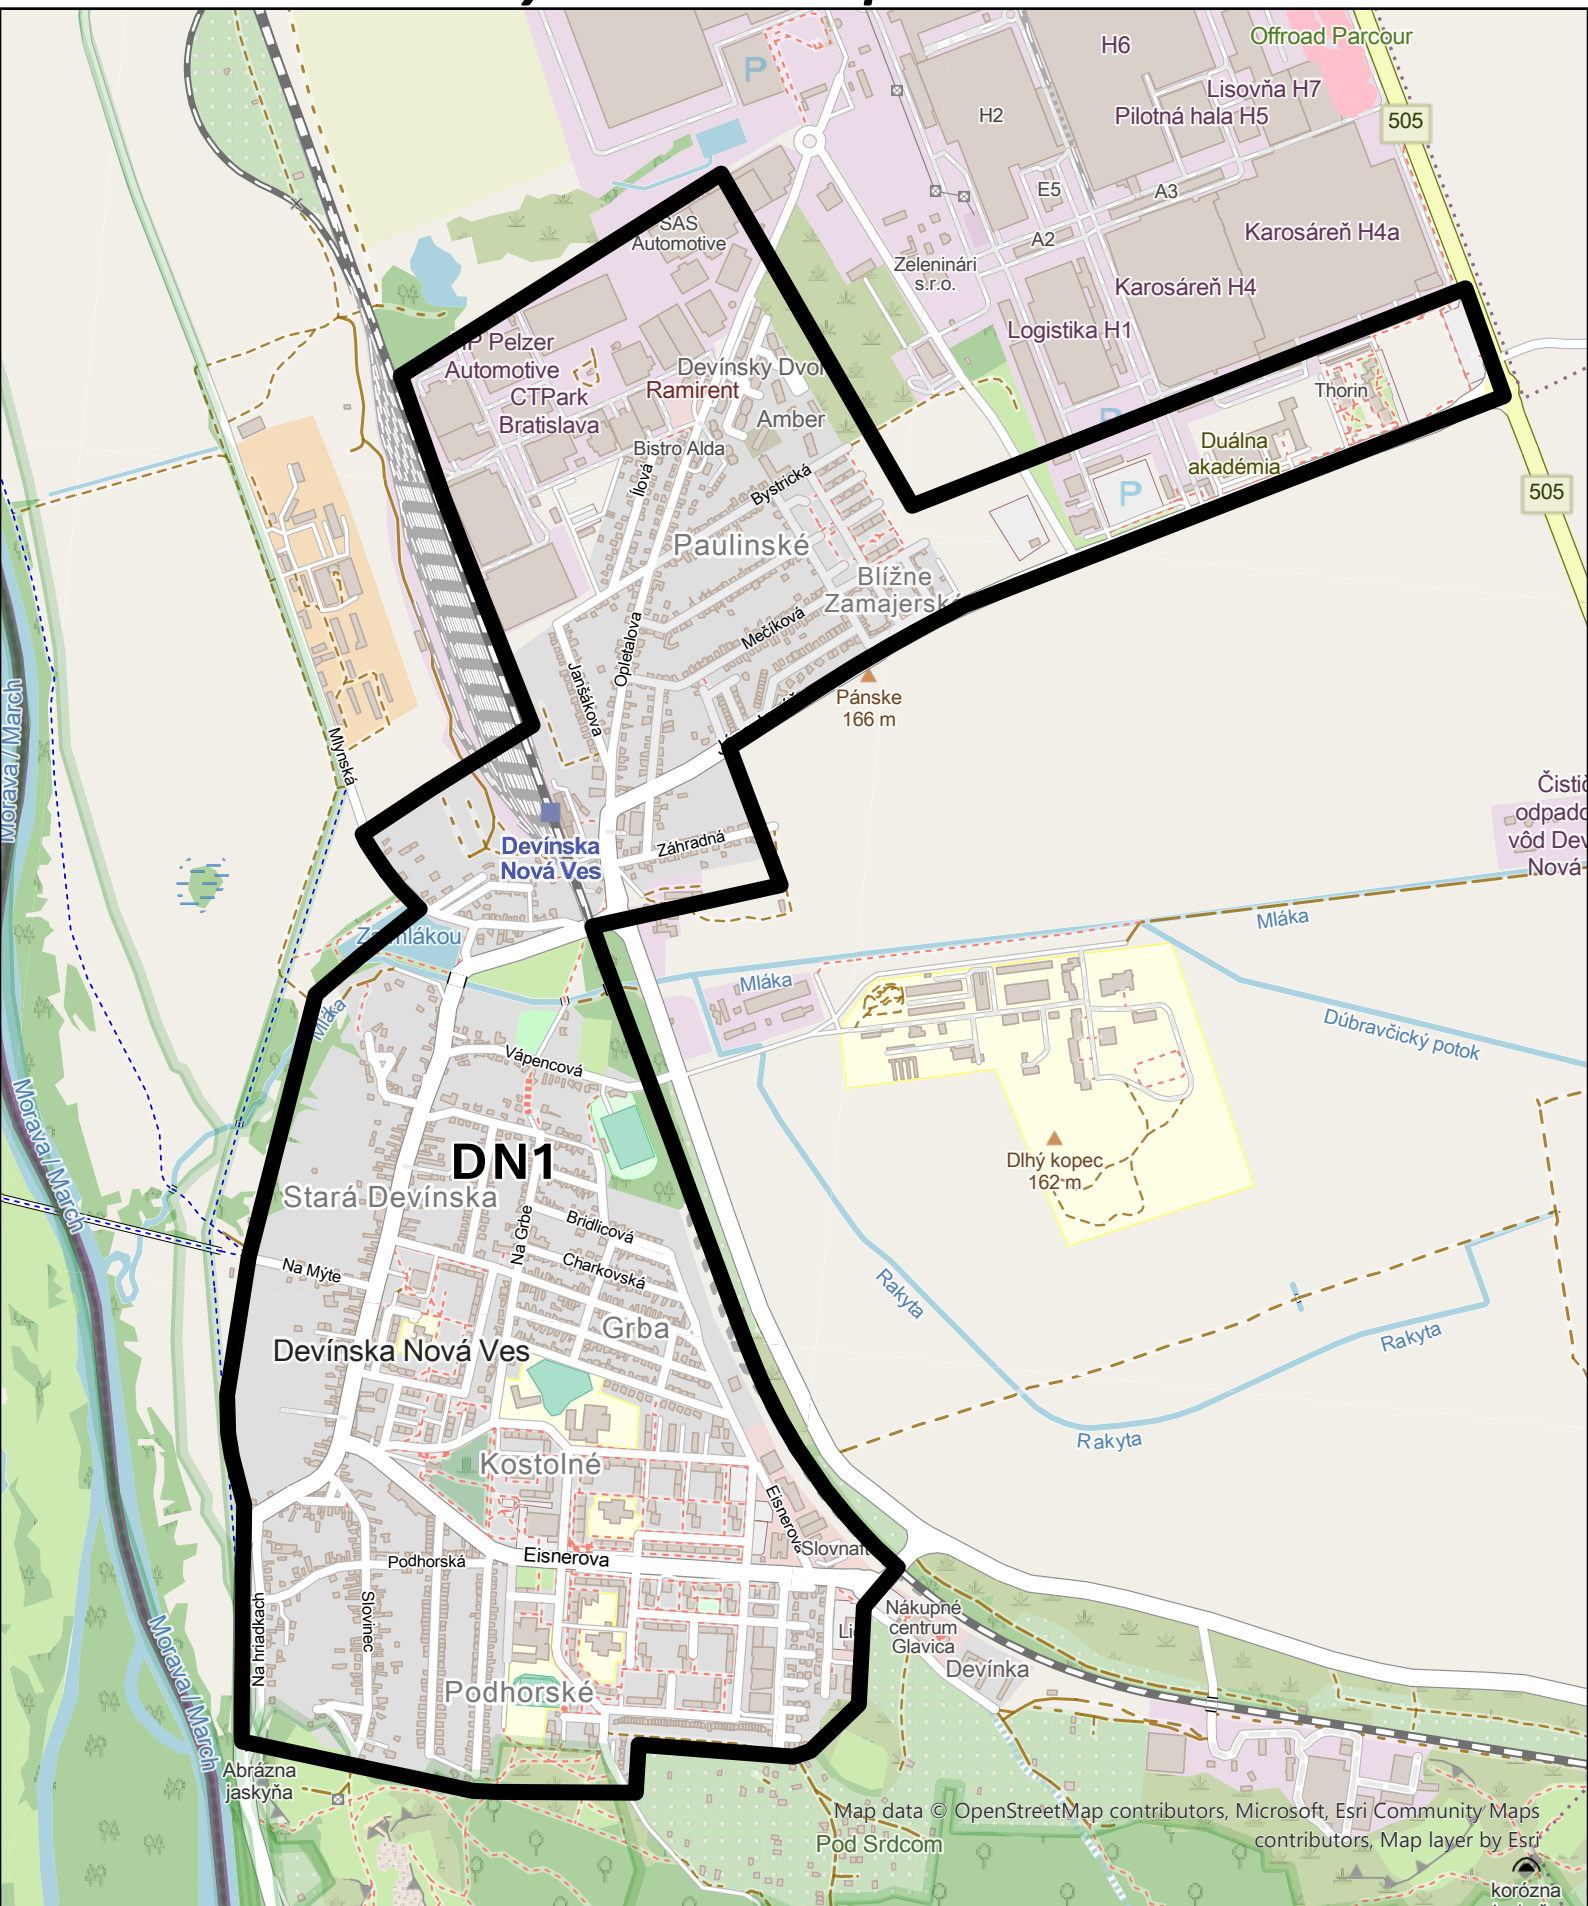 Offroad Parcour
H6
P
Lisovňa H7
Pilotná hala H5
H2
505
E5
A3
SAS
Automotive
A2
Karosáreň H4a
Zeleninári
s.r.o.
Karosáreň H4
Logistika H1
Pelzer
Automotive
CTPark
Bratislava
Devínsky Dvor
Ramirent
Amber
Thorin
P
Bistro Alda
Duálna
akadémia
Ílová
Bystrická
P
505
Paulinské
Blížne
Zamajerské
Mečíková
Opletalova
Janšákova
Pánske
166 m
Morava / March
Mlynská
Devínska
Nová Ves
Záhradná
Mláka
Mláka
Mláka
Dúbravčický potok
Vápencová
Morava / March
DN1
Dlhý kopec
162 m
Stará Devínska
Bridlicová
Na Grbe
Na Mýte
Charkovská
Rakyta
Grba
Rakyta
Devínska Nová Ves
Rakyta
Kostolné
Eisnerova
Slovnaft
Podhorská
Eisnerova
Na hriadkach
Slovinec
Nákupné
centrum
Glavica
Devínka
Morava / March
Podhorské
Abrázna
jaskyňa
Map data © OpenStreetMap contributors, Microsoft, Esri Community Maps
contributors, Map layer by Esri
Pod Srdcom
korózna